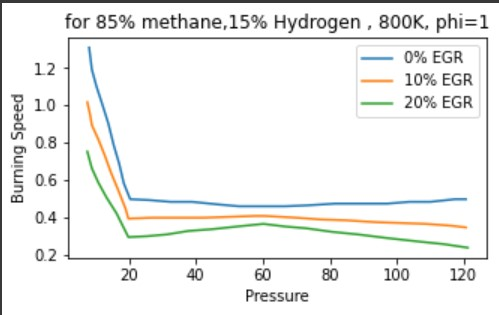 for 85% methane,15% Hydrogen , 800K, phi=1
0% EGR
10% EGR
20% EGR
Burning Speed
1.2
1.0
0.8
0.6
0.4
0.2
20 40 60 80 100 120
Pressure